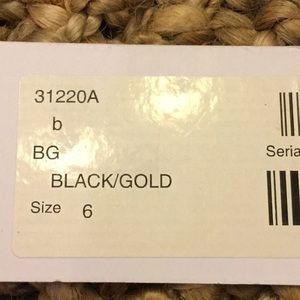 31220A
b
BG
Seria
BLACK/GOLD
Size 6